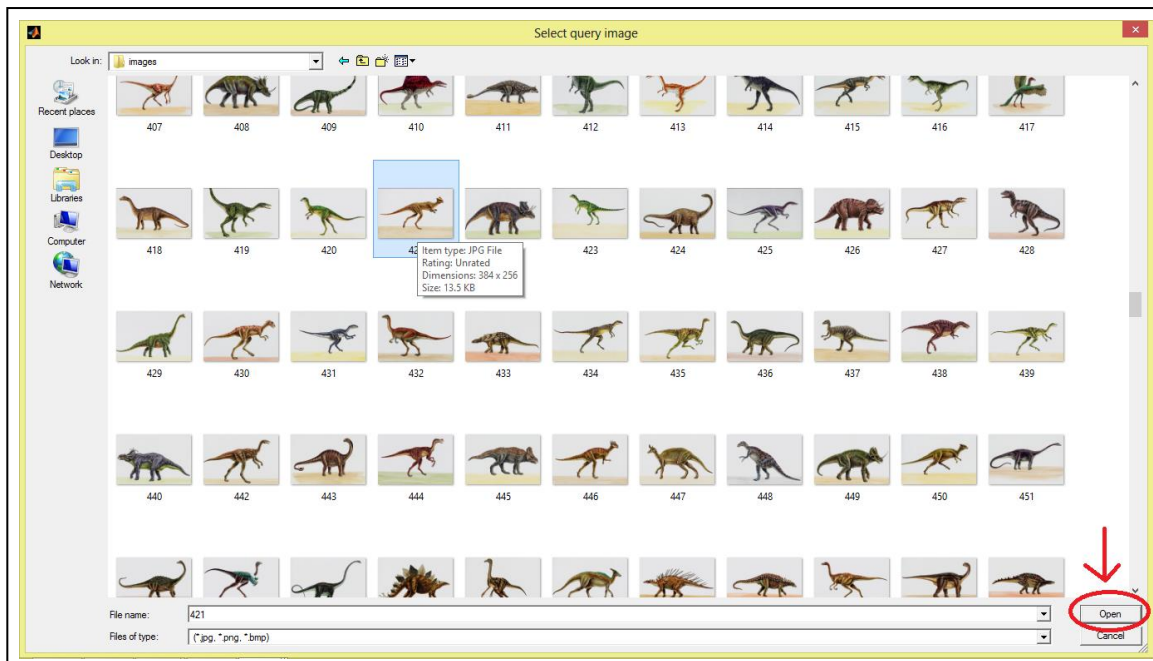 Select query image
Look in: images
Recent places
Desktop
Libraries
Computer
Network
407 408 409 410 411 412 413 414 415 416 417
418 419 420 42 423 424 425 426 427 428
Item type: JPG File
Rating: Unrated
Dimensions: 384 x 256
Size: 13.5 KB
429 430 431 432 433 434 435 436 437 438 439
440 442 443 444 445 446 447 448 449 450 451
File name: 421 Open
Files of type: (*.jpg, *.png, *.bmp) Cancel